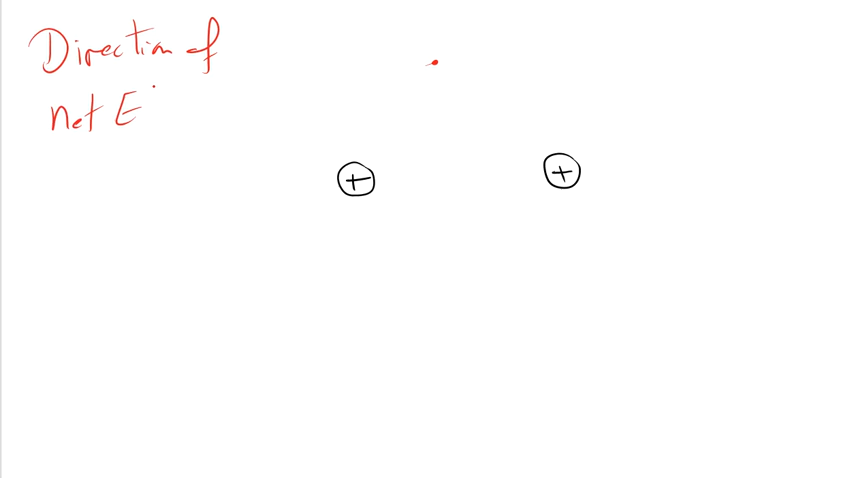 Direction of
net E
+ +